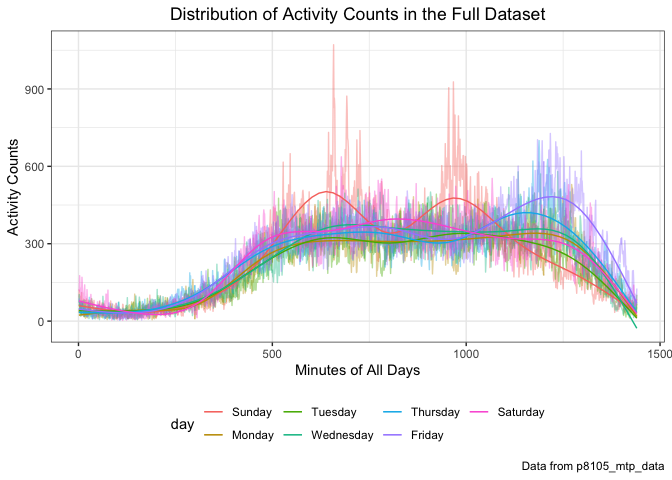 Distribution of Activity Counts in the Full Dataset
Activity Counts
900
600
300
0
0 500 1000 1500
Minutes of All Days
day
Sunday Tuesday Thursday Saturday
Monday Wednesday Friday
Data from p8105_mtp_data